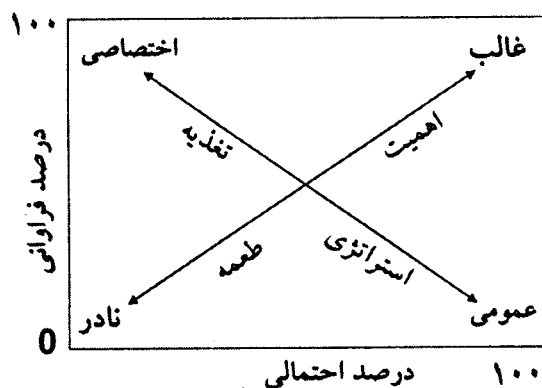 ۱۰۰
اختصاصی
غالب
تغذیه
اهمیت
درصد فراوانی
طعمه
استراتژی
نادر
عمومی
0
درصد احتمالی
۱۰۰